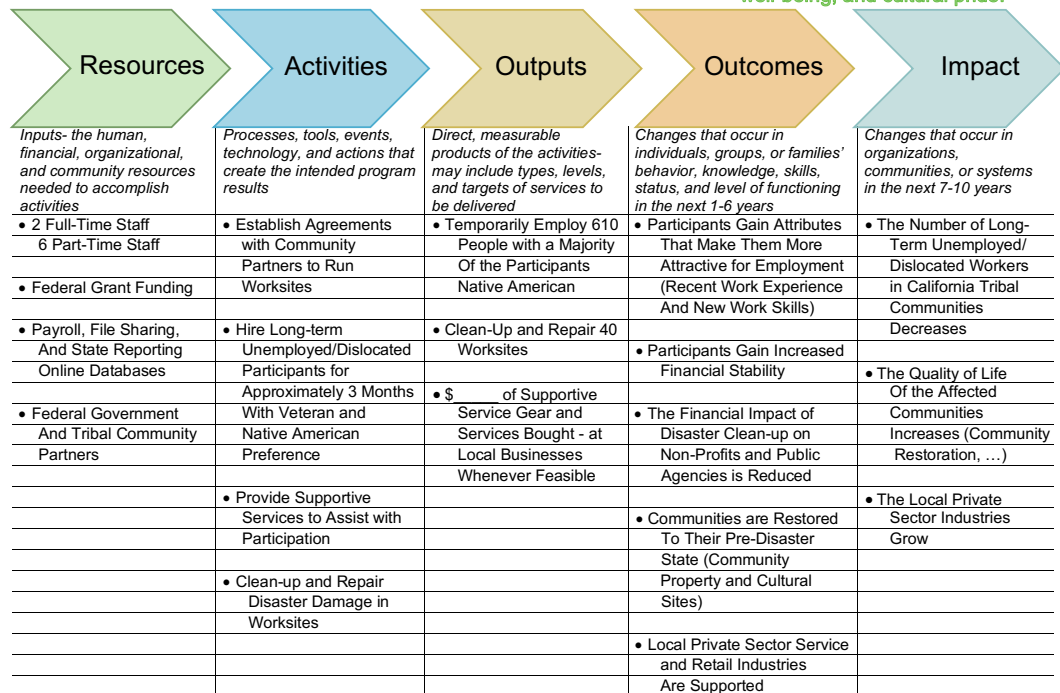 well-being, and cultural pride.
Resources
Activities
Outputs
Outcomes
Impact
Inputs- the human,
financial, organizational,
and community resources
needed to accomplish
activities
• 2 Full-Time Staff
6 Part-Time Staff
• Federal Grant Funding
• Payroll, File Sharing,
And State Reporting
Online Databases
• Federal Government
And Tribal Community
Partners
Processes, tools, events,
technology, and actions that
create the intended program
results
• Establish Agreements
with Community
Partners to Run
Worksites
• Hire Long-term
Unemployed/Dislocated
Participants for
Approximately 3 Months
With Veteran and
Native American
Preference
• Provide Supportive
Services to Assist with
Participation
• Clean-up and Repair
Disaster Damage in
Worksites
Direct, measurable
products of the activities-
may include types, levels,
and targets of services to
be delivered
• Temporarily Employ 610
People with a Majority
Of the Participants
Native American
• Clean-Up and Repair 40
Worksites
• $_____ of Supportive
Service Gear and
Services Bought - at
Local Businesses
Whenever Feasible
Changes that occur in
individuals, groups, or families'
behavior, knowledge, skills,
status, and level of functioning
in the next 1-6 years
• Participants Gain Attributes
That Make Them More
Attractive for Employment
(Recent Work Experience
And New Work Skills)
• Participants Gain Increased
Financial Stability
• The Financial Impact of
Disaster Clean-up on
Non-Profits and Public
Agencies is Reduced
• Communities are Restored
To Their Pre-Disaster
State (Community
Property and Cultural
Sites)
• Local Private Sector Service
and Retail Industries
Are Supported
Changes that occur in
organizations,
communities, or systems
in the next 7-10 years
• The Number of Long-
Term Unemployed/
Dislocated Workers
in California Tribal
Communities
Decreases
• The Quality of Life
Of the Affected
Communities
Increases (Community
Restoration, …)
• The Local Private
Sector Industries
Grow